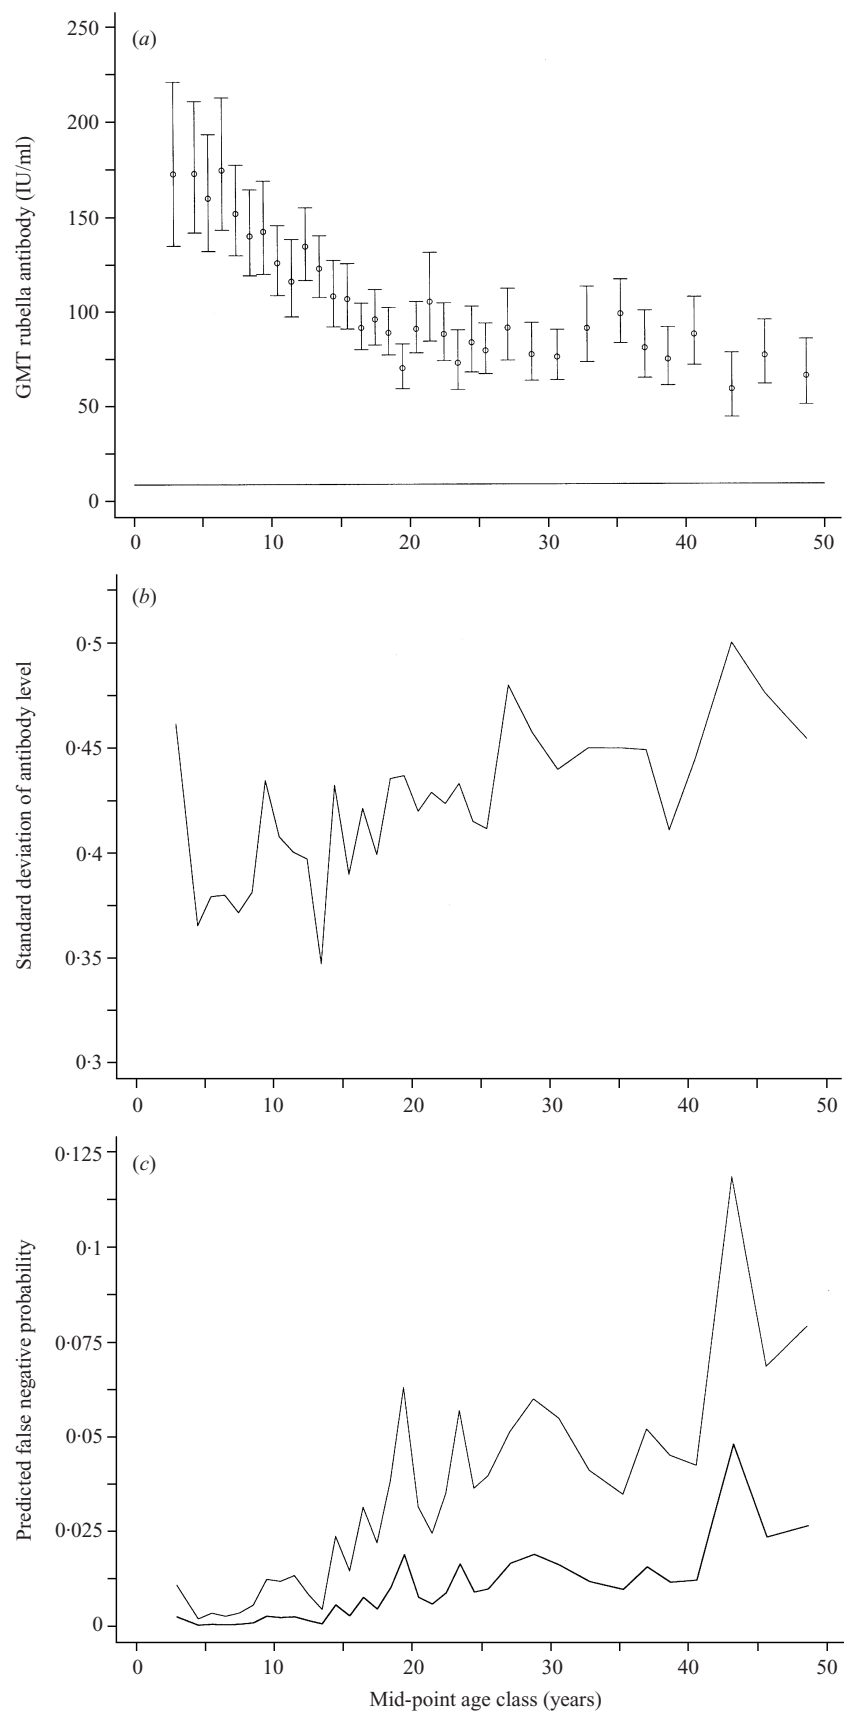 (a)
GMT rubella antibody (IU/ml)
250
200
150
100
50
0
0 10 20 30 40 50
(b)
Standard deviation of antibody level
0·5
0·45
0·4
0·35
0·3
0 10 20 30 40 50
(c)
Predicted false negative probability
0·125
0·1
0·075
0·05
0·025
0
0 10 20 30 40 50
Mid-point age class (years)